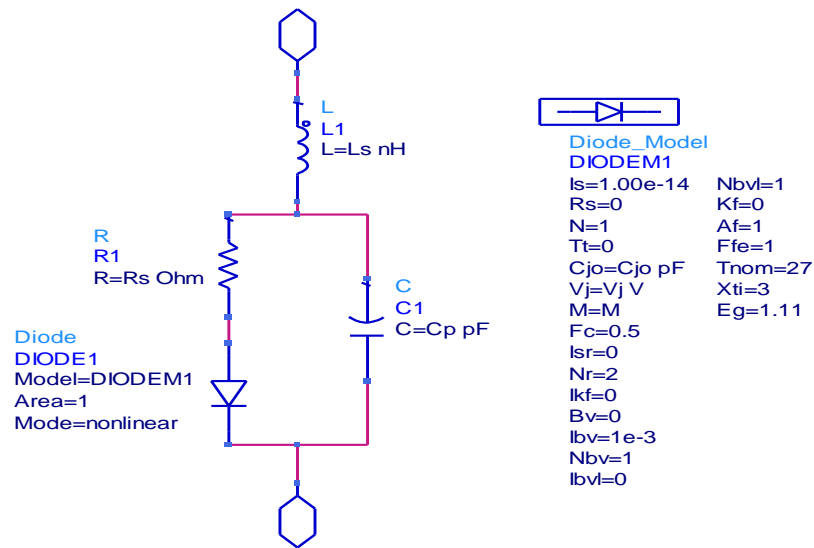 L
L1
L=Ls nH
R
R1
R=Rs Ohm
C
C1
C=Cp pF
Diode
DIODE1
Model=DIODEM1
Area=1
Mode=nonlinear
Diode_Model
DIODEM1
Is=1.00e-14
Rs=0
N=1
Tt=0
Cjo=Cjo pF
Vj=Vj V
M=M
Fc=0.5
Isr=0
Nr=2
Ikf=0
Bv=0
Ibv=1e-3
Nbv=1
Ibvl=0
Nbvl=1
Kf=0
Af=1
Ffe=1
Tnom=27
Xti=3
Eg=1.11